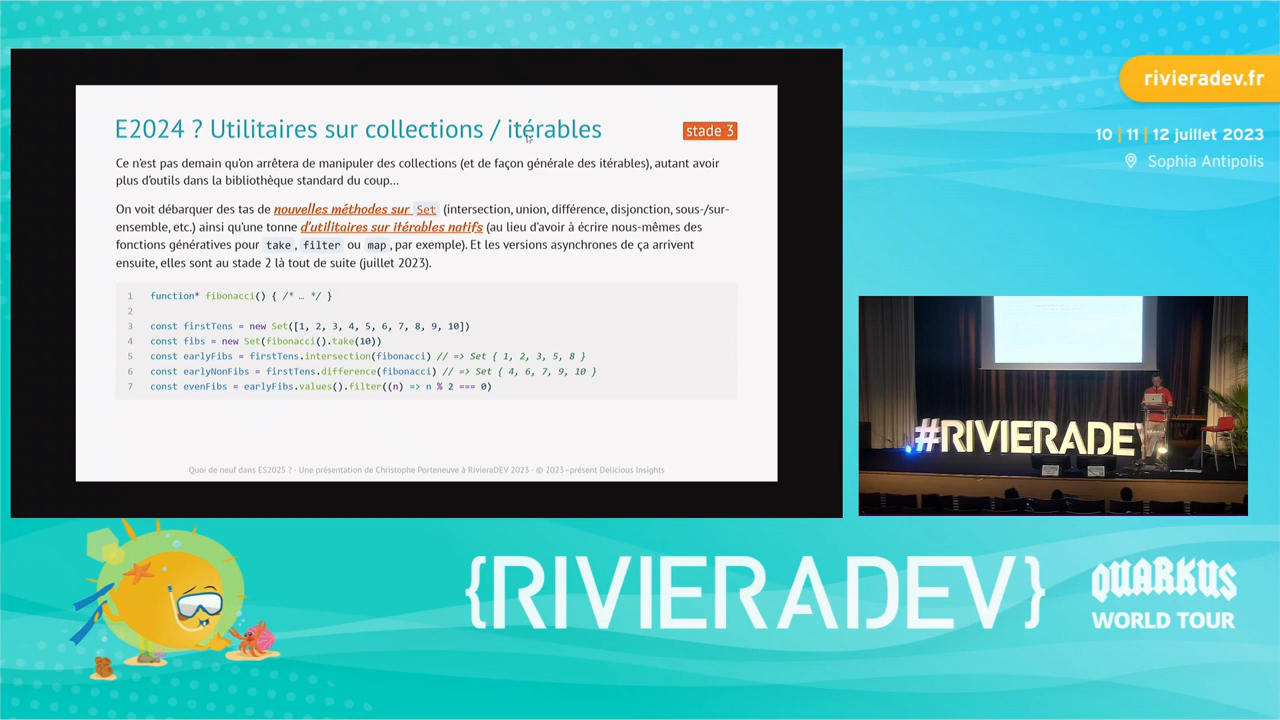 E2024 ? Utilitaires sur collections / itérables
stade 3
Ce n'est pas demain qu'on arrêtera de manipuler des collections (et de façon générale des itérables), autant avoir
plus d'outils dans la bibliothèque standard du coup…
On voit débarquer des tas de nouvelles méthodes sur Set (intersection, union, différence, disjonction, sous-/sur-
ensemble, etc.) ainsi qu'une tonne d'utilitaires sur itérables natifs (au lieu d'avoir à écrire nous-mêmes des
fonctions génératives pour take, filter ou map, par exemple). Et les versions asynchrones de ça arrivent
ensuite, elles sont au stade 2 là tout de suite (juillet 2023).
1 function* fibonacci() { /* … */ }
2
3 const firstTens = new Set([1, 2, 3, 4, 5, 6, 7, 8, 9, 10])
4 const fibs = new Set(fibonacci().take(10))
5 const earlyFibs = firstTens.intersection(fibonacci) // => Set { 1, 2, 3, 5, 8 }
6 const earlyNonFibs = firstTens.difference(fibonacci) // => Set { 4, 6, 7, 9, 10 }
7 const evenFibs = earlyFibs.values().filter((n) => n % 2 === 0)
Quoi de neuf dans ES2025 ? · Une présentation de Christophe Porteneuve à RivieraDEV 2023 · © 2023–présent Delicious Insights
rivieradev.fr
10 | 11 | 12 juillet 2023
Sophia Antipolis
#RIVIERADE
{RIVIERADEV}
QUARKUS
WORLD TOUR